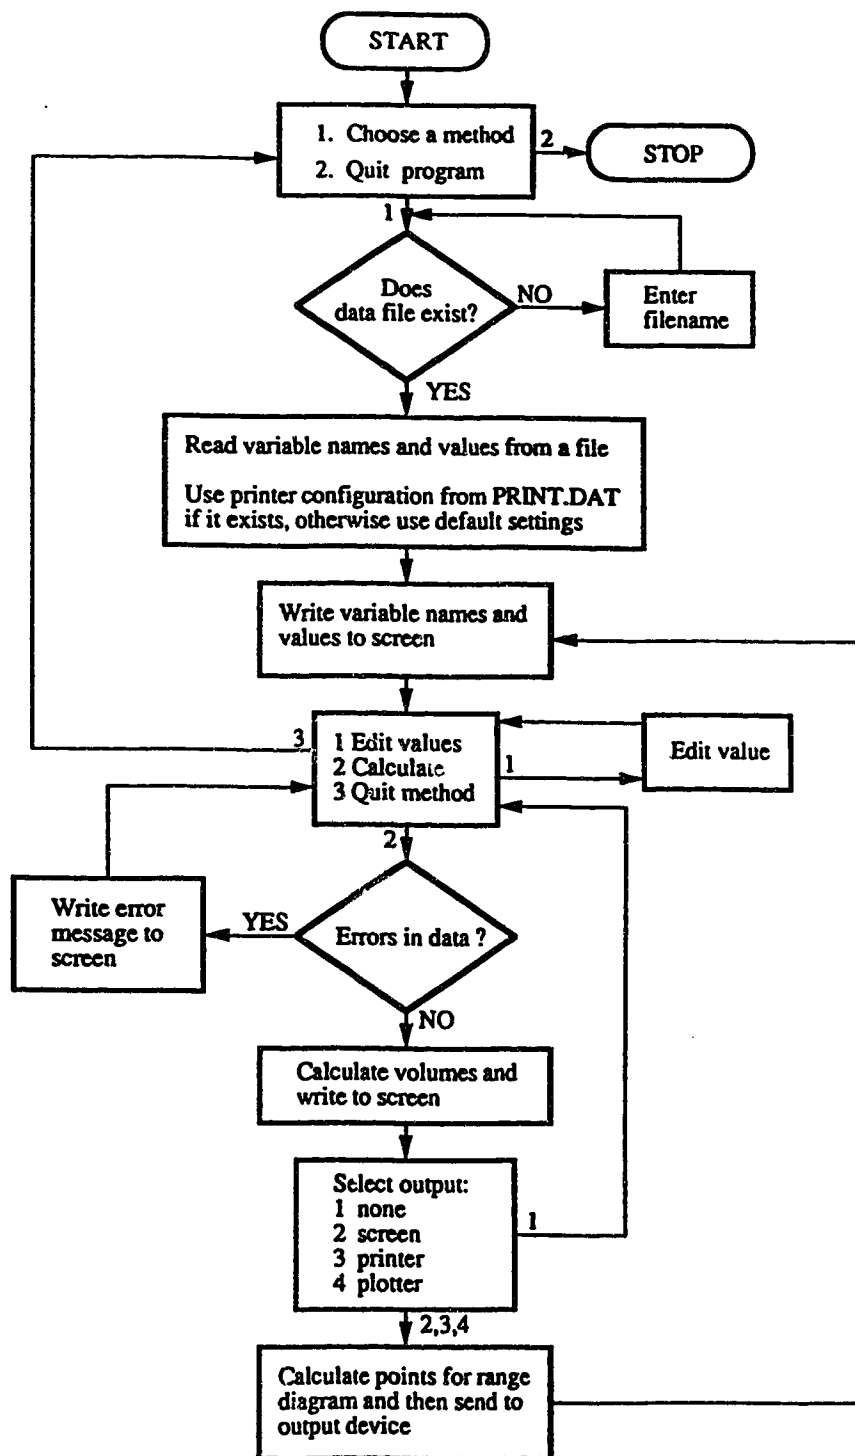 START
1. Choose a method
2. Quit program
2
STOP
1
Does
data file exist?
NO
Enter
filename
YES
Read variable names and values from a file
Use printer configuration from PRINT.DAT
if it exists, otherwise use default settings
Write variable names and
values to screen
3
1 Edit values
2 Calculate
3 Quit method
1
Edit value
2
Write error
message to
screen
YES
Errors in data ?
NO
Calculate volumes and
write to screen
Select output:
1 none
2 screen
3 printer
4 plotter
1
2,3,4
Calculate points for range
diagram and then send to
output device